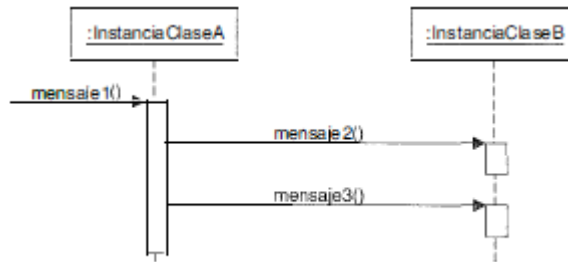 :InstanciaClaseA
:InstanciaClaseB
mensaje1()
mensaje2()
mensaje3()